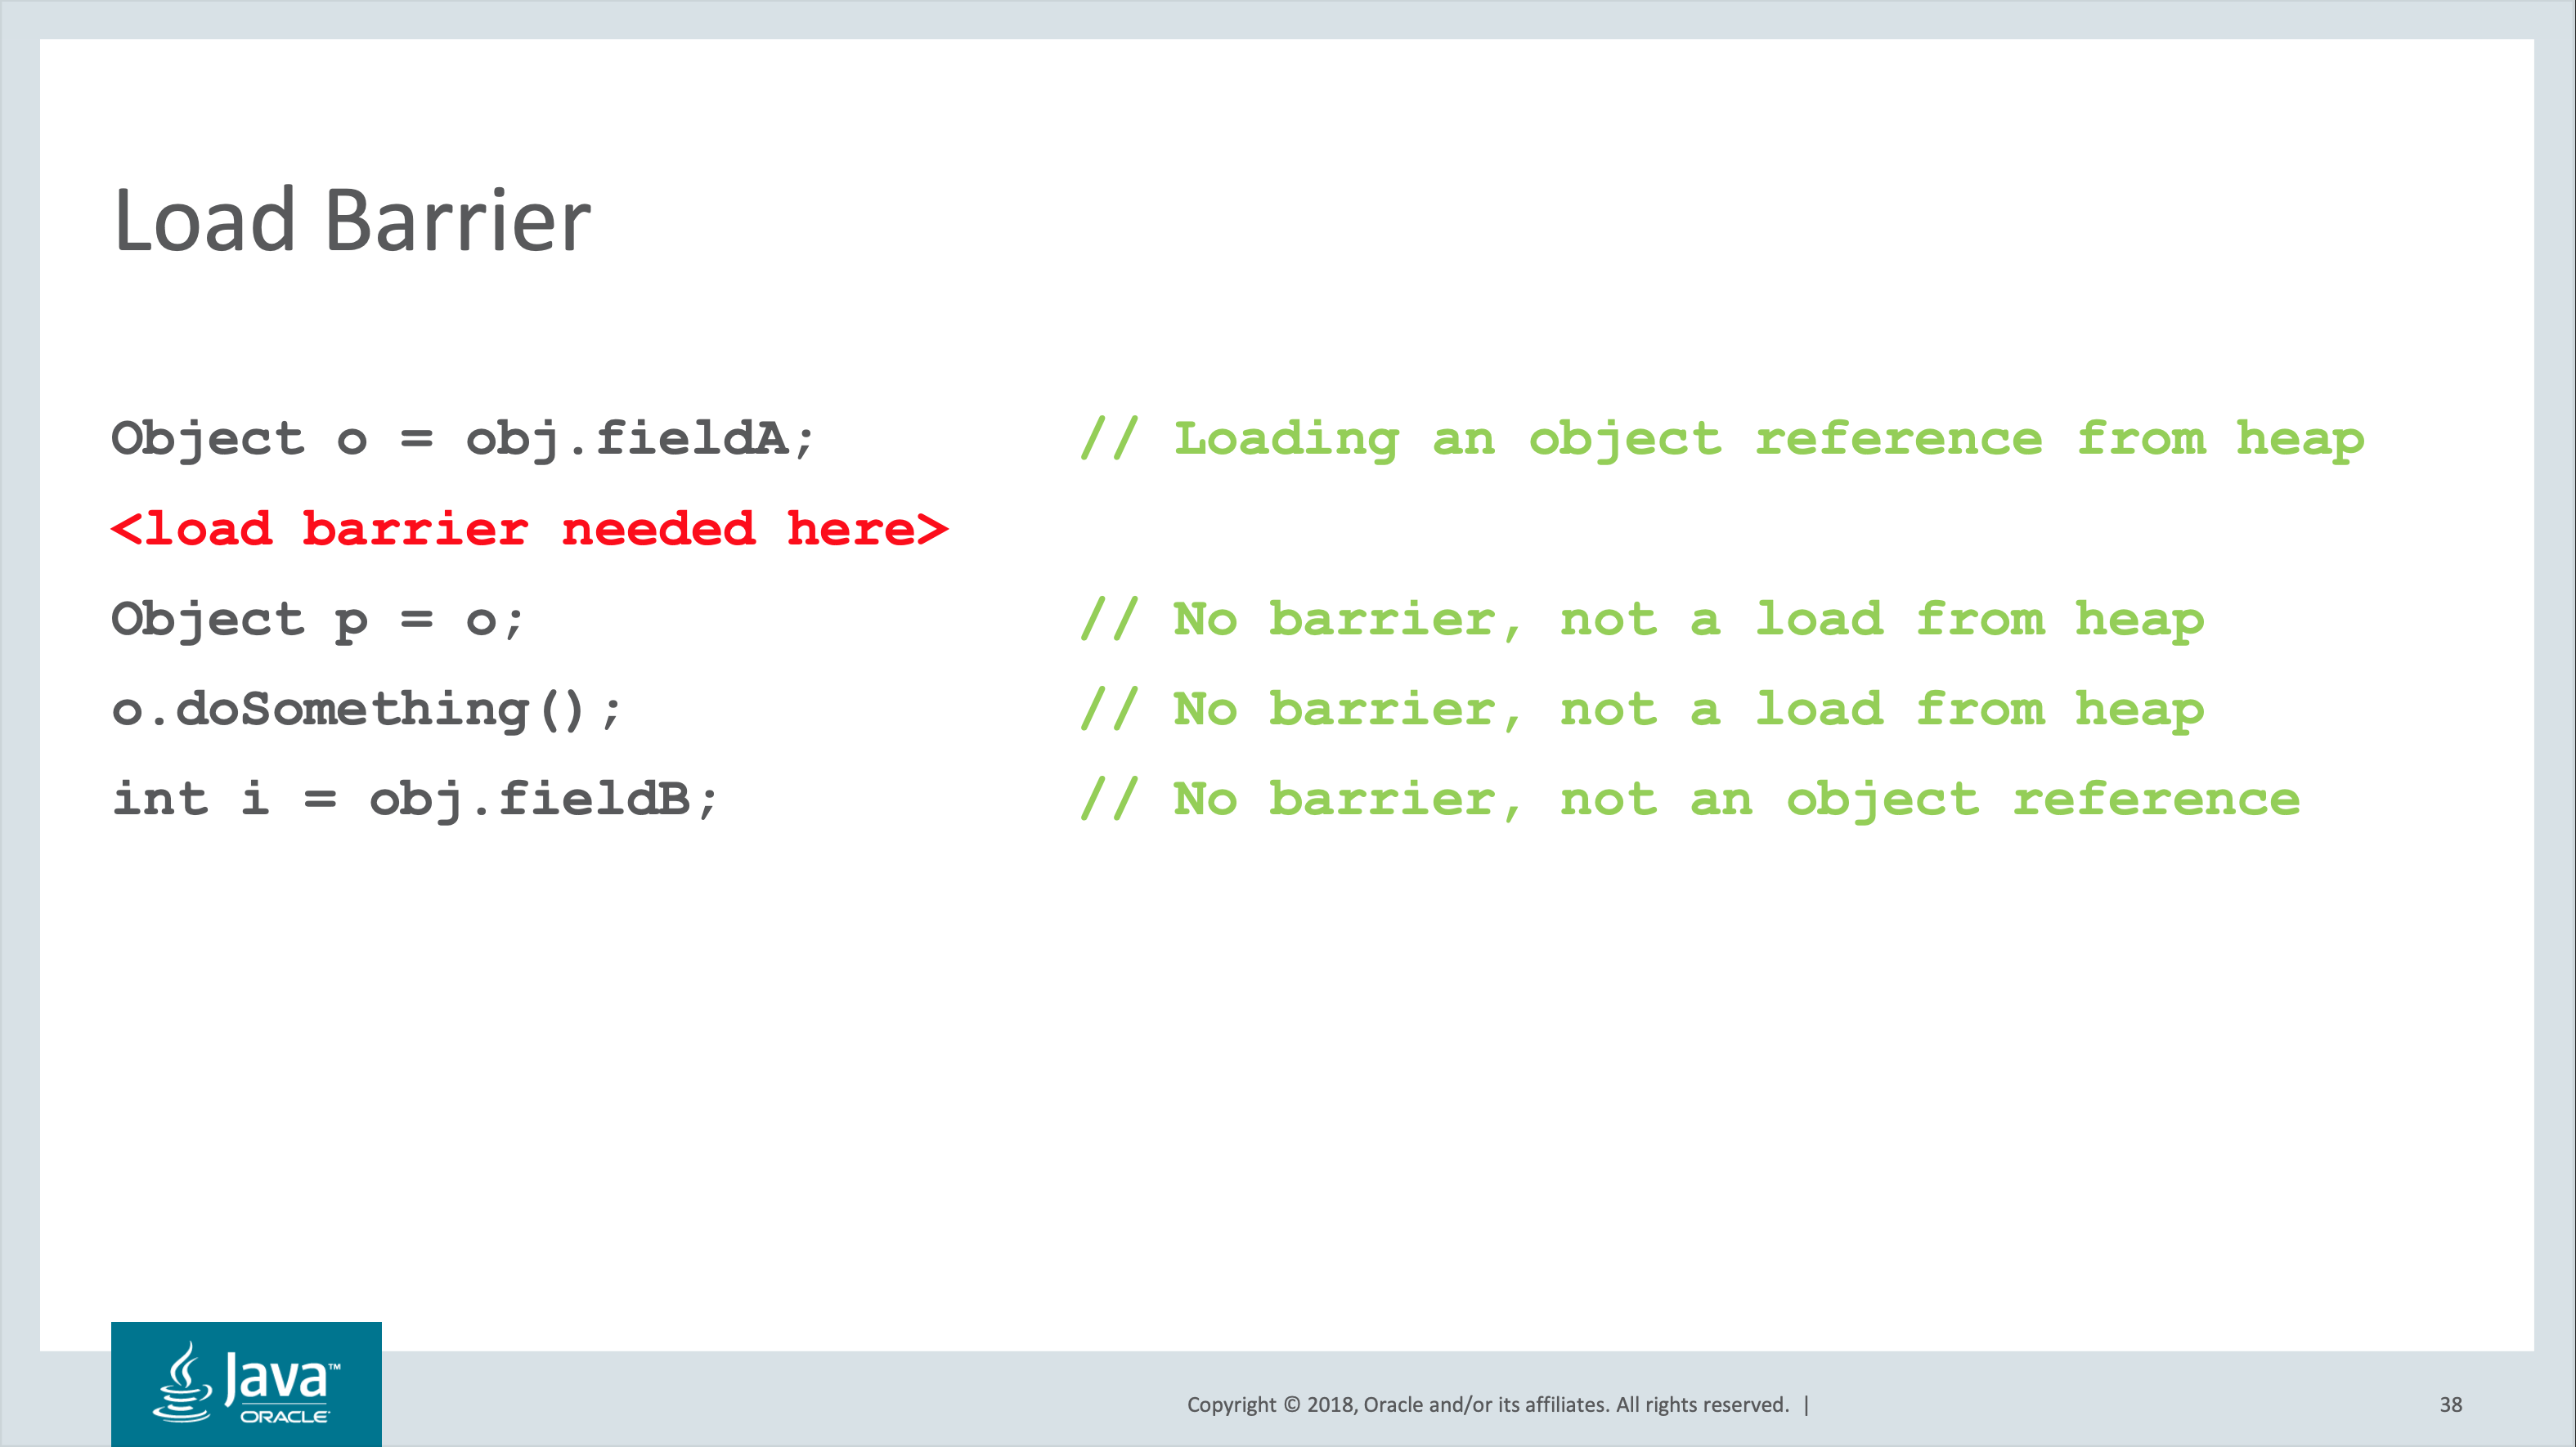 Load Barrier
Object o = obj.fieldA; // Loading an object reference from heap
<load barrier needed here>
Object p = o; // No barrier, not a load from heap
o.doSomething(); // No barrier, not a load from heap
int i = obj.fieldB; // No barrier, not an object reference
Java™
ORACLE
Copyright © 2018, Oracle and/or its affiliates. All rights reserved. |
38